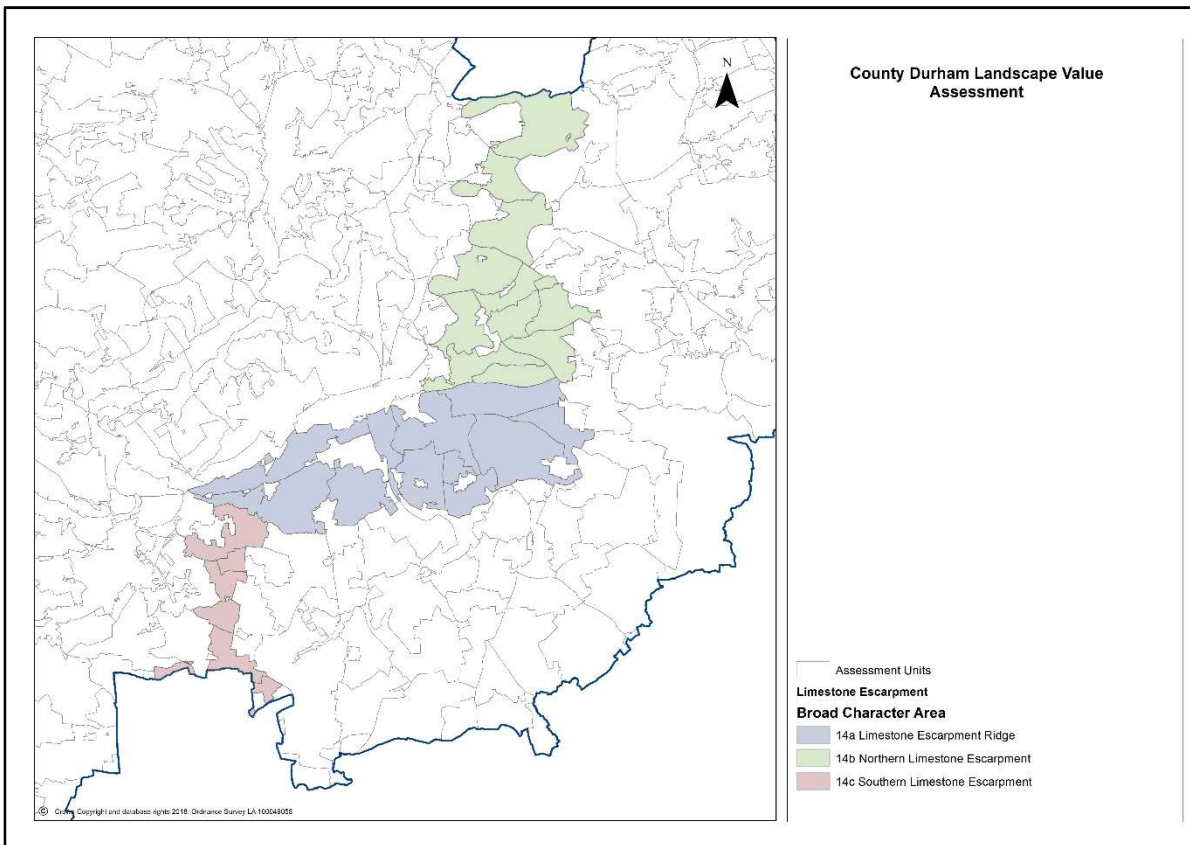 County Durham Landscape Value
Assessment
N
Assessment Units
Limestone Escarpment
Broad Character Area
14a Limestone Escarpment Ridge
14b Northern Limestone Escarpment
14c Southern Limestone Escarpment
© Crown Copyright and database rights 2018. Ordnance Survey LA 100049055